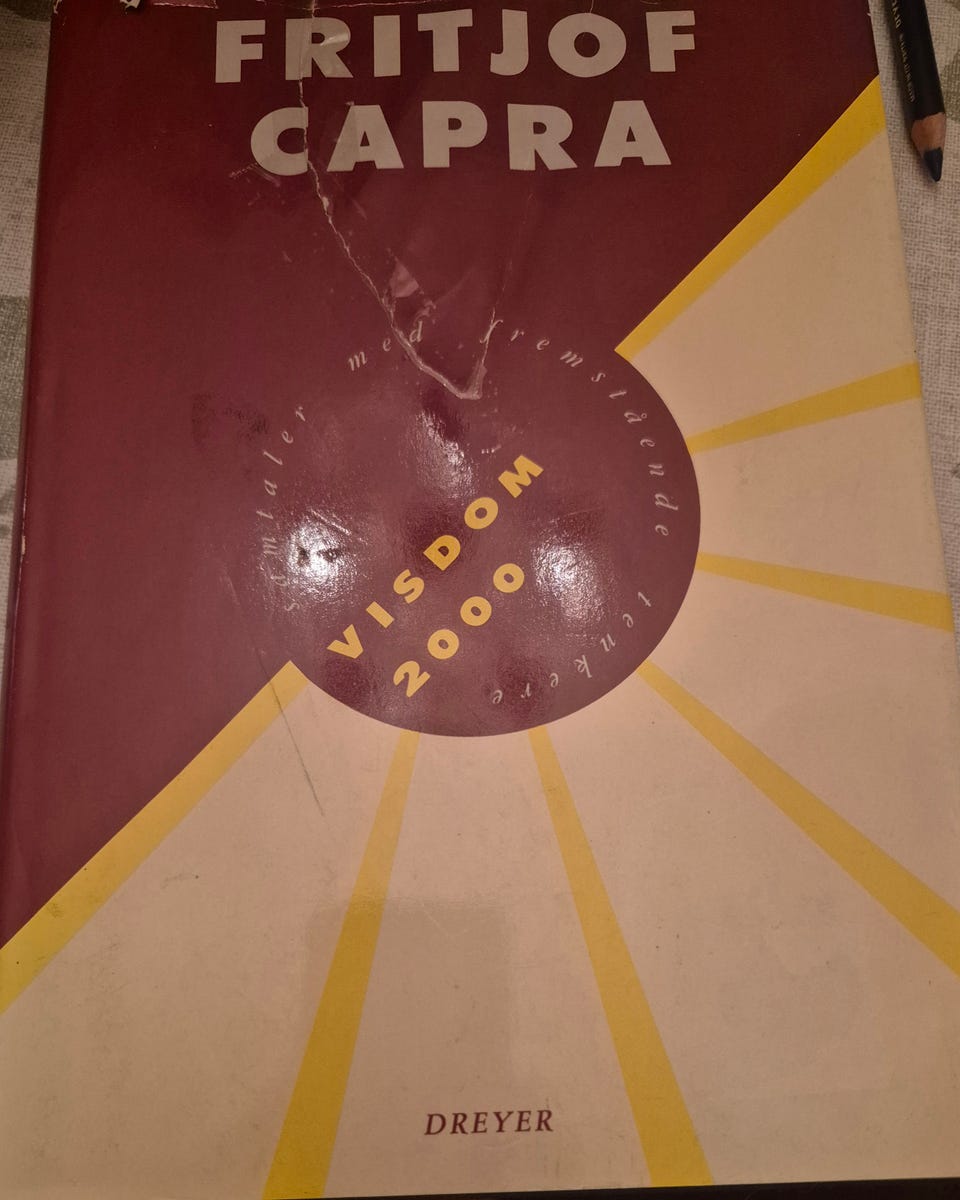 FRITJOF
CAPRA
samtaler med fremstående tenkere
VISDOM
2000
DREYER